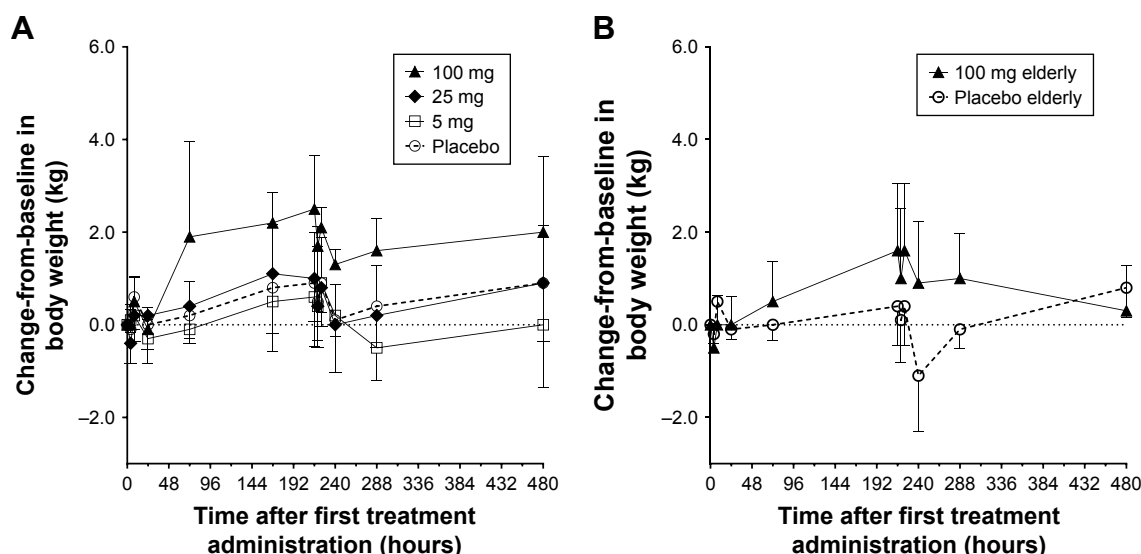 A
Change-from-baseline in
body weight (kg)
6.0
4.0
2.0
0.0
–2.0
100 mg
25 mg
5 mg
Placebo
0 48 96 144 192 240 288 336 384 432 480
Time after first treatment
administration (hours)
B
Change-from-baseline in
body weight (kg)
6.0
4.0
2.0
0.0
–2.0
100 mg elderly
Placebo elderly
0 48 96 144 192 240 288 336 384 432 480
Time after first treatment
administration (hours)